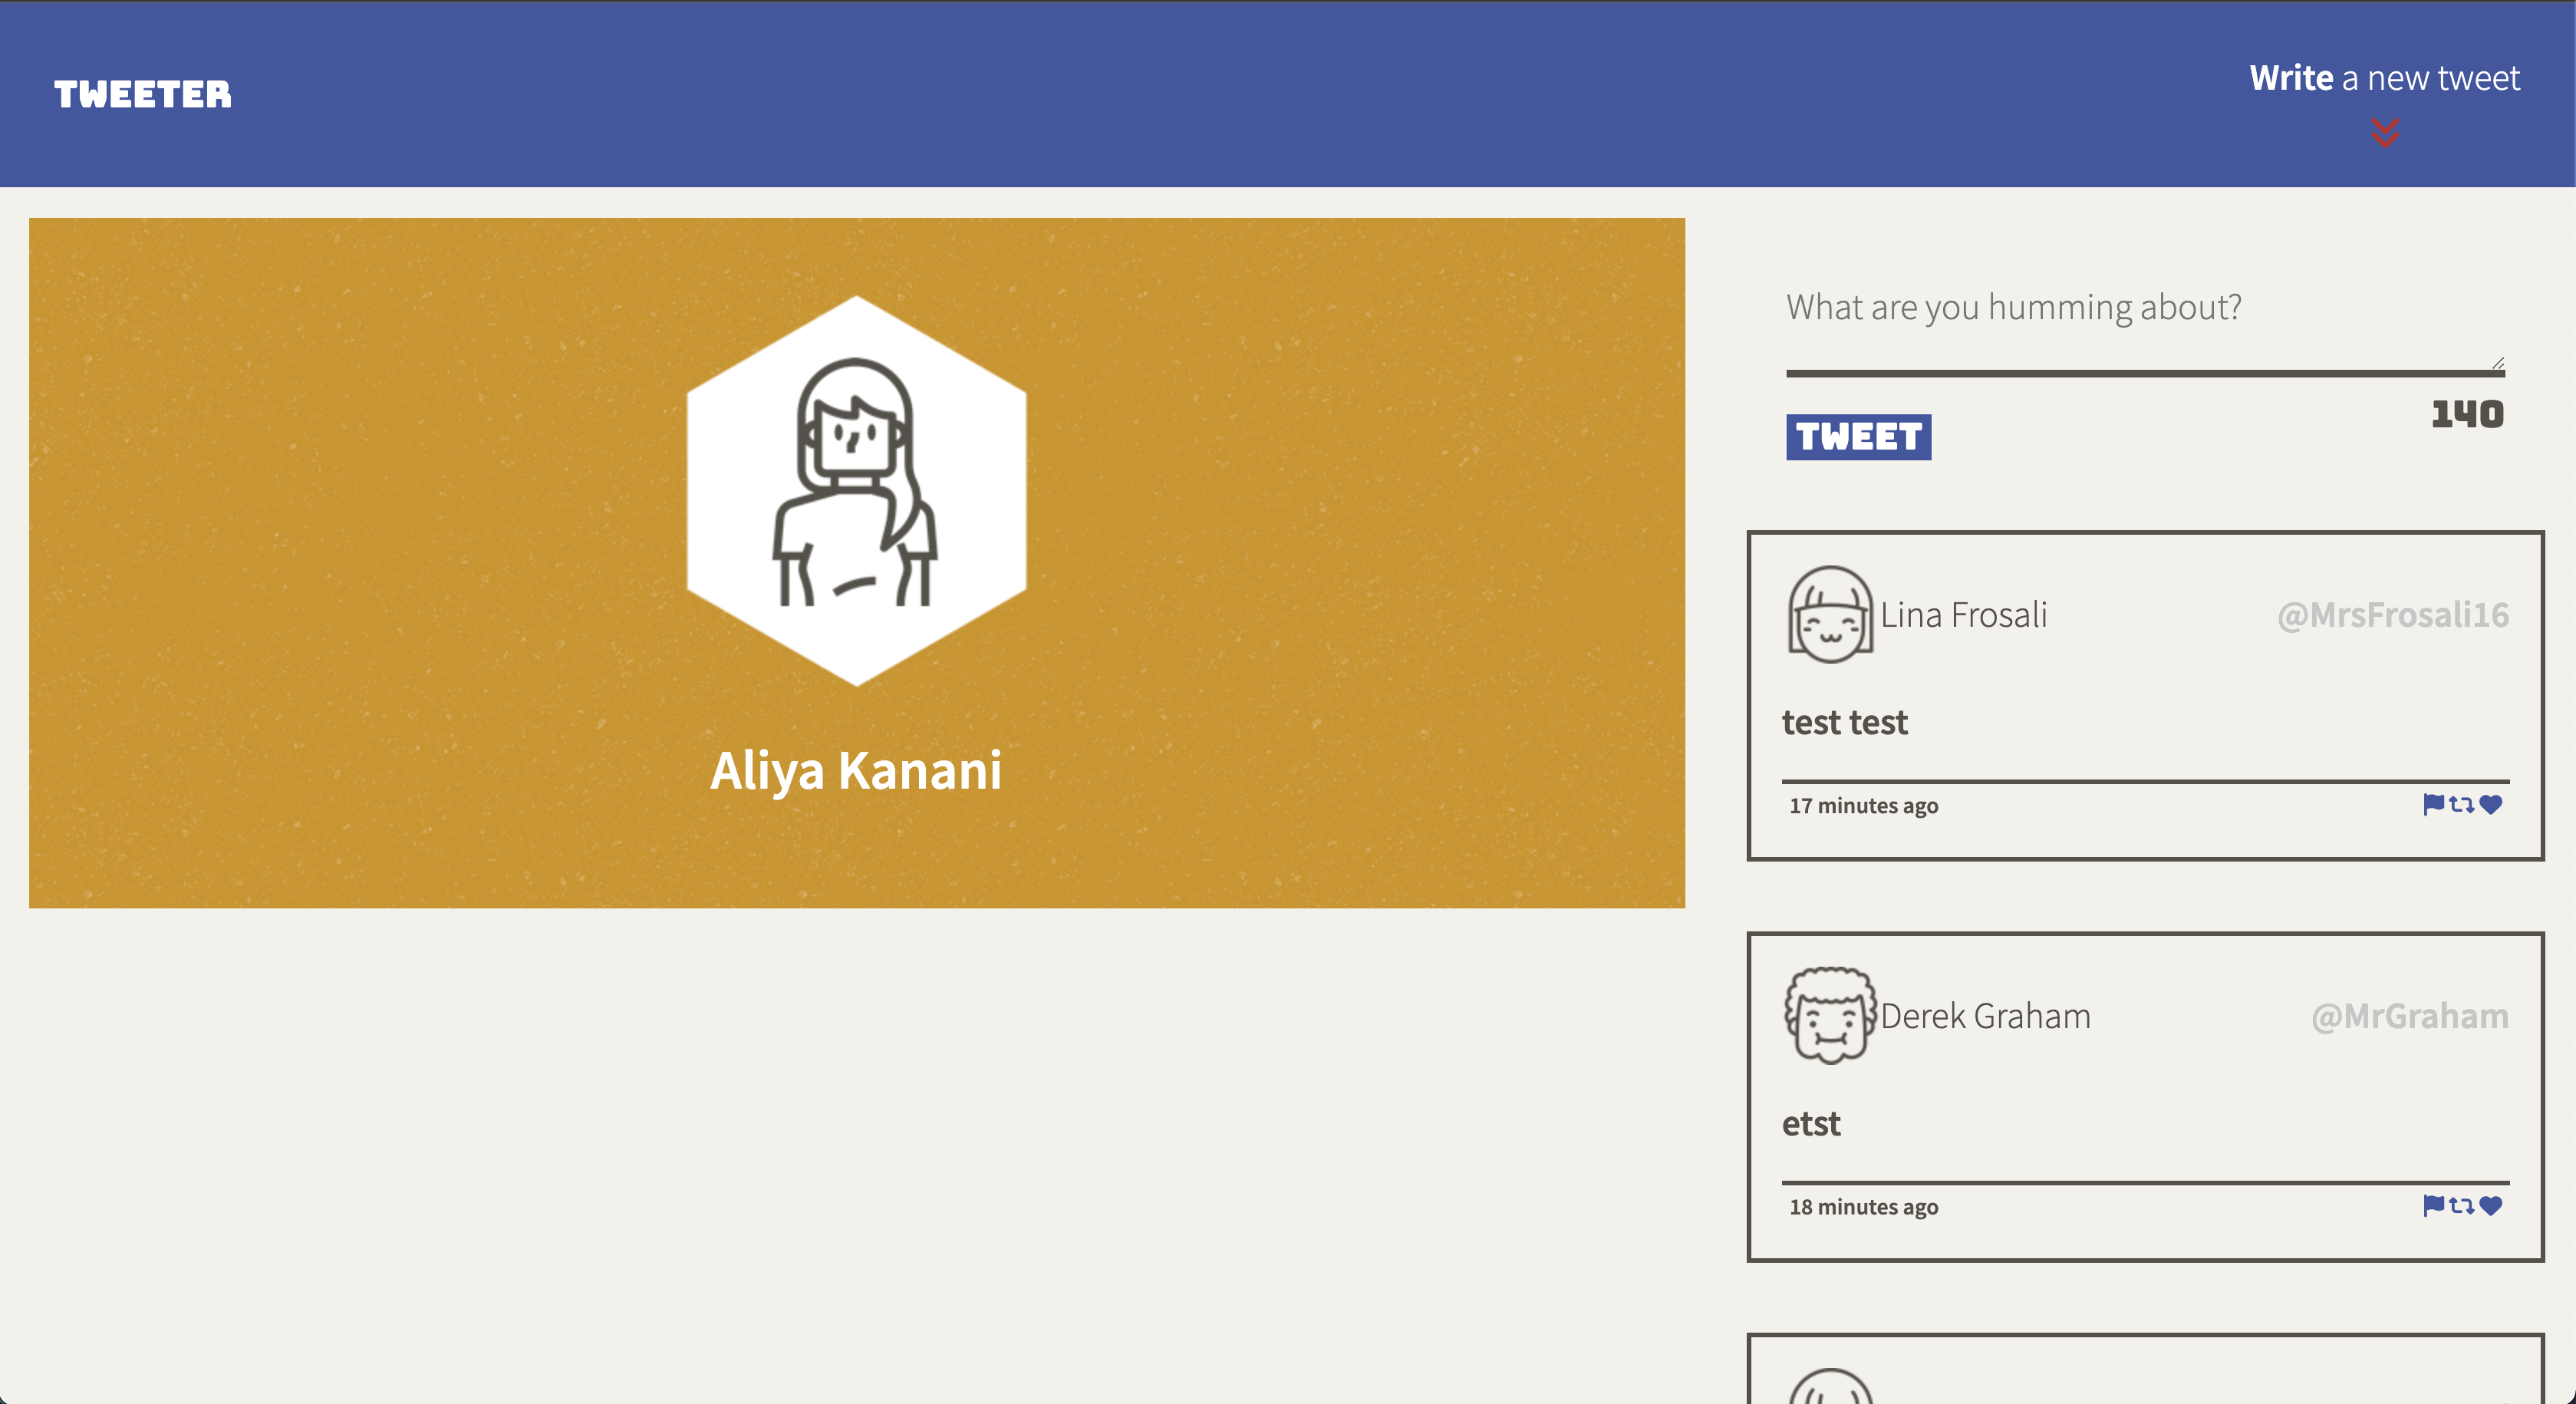 TWEETER
Write a new tweet
Aliya Kanani
What are you humming about?
TWEET
140
Lina Frosali
@MrsFrosali16
test test
17 minutes ago
Derek Graham
@MrGraham
etst
18 minutes ago